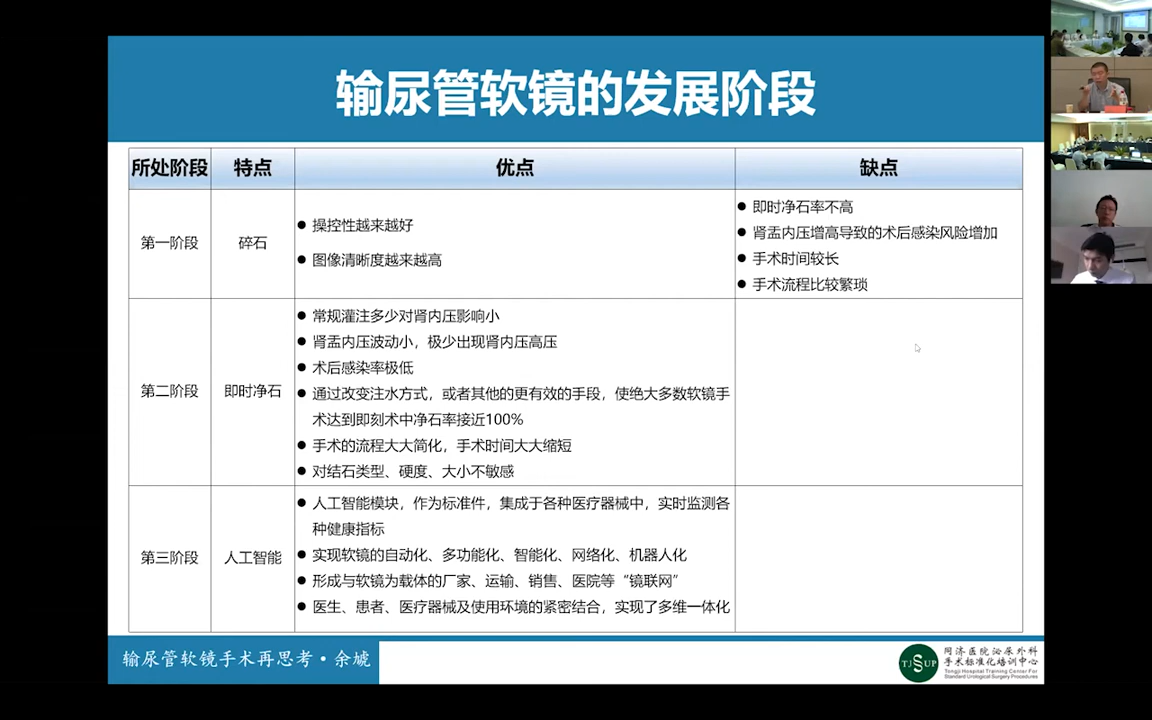 输尿管软镜的发展阶段
所处阶段 特点 优点 缺点
第一阶段 碎石
● 操控性越来越好
● 图像清晰度越来越高
● 即时净石率不高
● 肾盂内压增高导致的术后感染风险增加
● 手术时间较长
● 手术流程比较繁琐
第二阶段 即时净石
● 常规灌注多少对肾内压影响小
● 肾盂内压波动小，极少出现肾内压高压
● 术后感染率极低
● 通过改变注水方式，或者其他的更有效的手段，使绝大多数软镜手
术达到即刻术中净石率接近100%
● 手术的流程大大简化，手术时间大大缩短
● 对结石类型、硬度、大小不敏感
第三阶段 人工智能
● 人工智能模块，作为标准件，集成于各种医疗器械中，实时监测各
种健康指标
● 实现软镜的自动化、多功能化、智能化、网络化、机器人化
● 形成与软镜为载体的厂家、运输、销售、医院等“镜联网”
● 医生、患者、医疗器械及使用环境的紧密结合，实现了多维一体化
输尿管软镜手术再思考·余虓
TJSUP
同济医院泌尿外科
手术标准化培训中心
Tongji Hospital Training Center For
Standard Urological Surgery Procedures